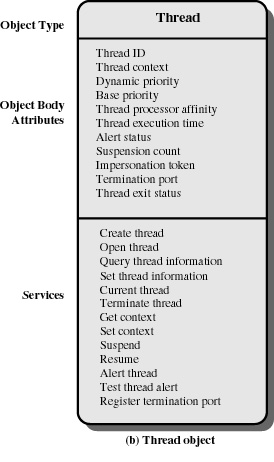 Object Type
Thread
Object Body
Attributes
Thread ID
Thread context
Dynamic priority
Base priority
Thread processor affinity
Thread execution time
Alert status
Suspension count
Impersonation token
Termination port
Thread exit status
Services
Create thread
Open thread
Query thread information
Set thread information
Current thread
Terminate thread
Get context
Set context
Suspend
Resume
Alert thread
Test thread alert
Register termination port
(b) Thread object